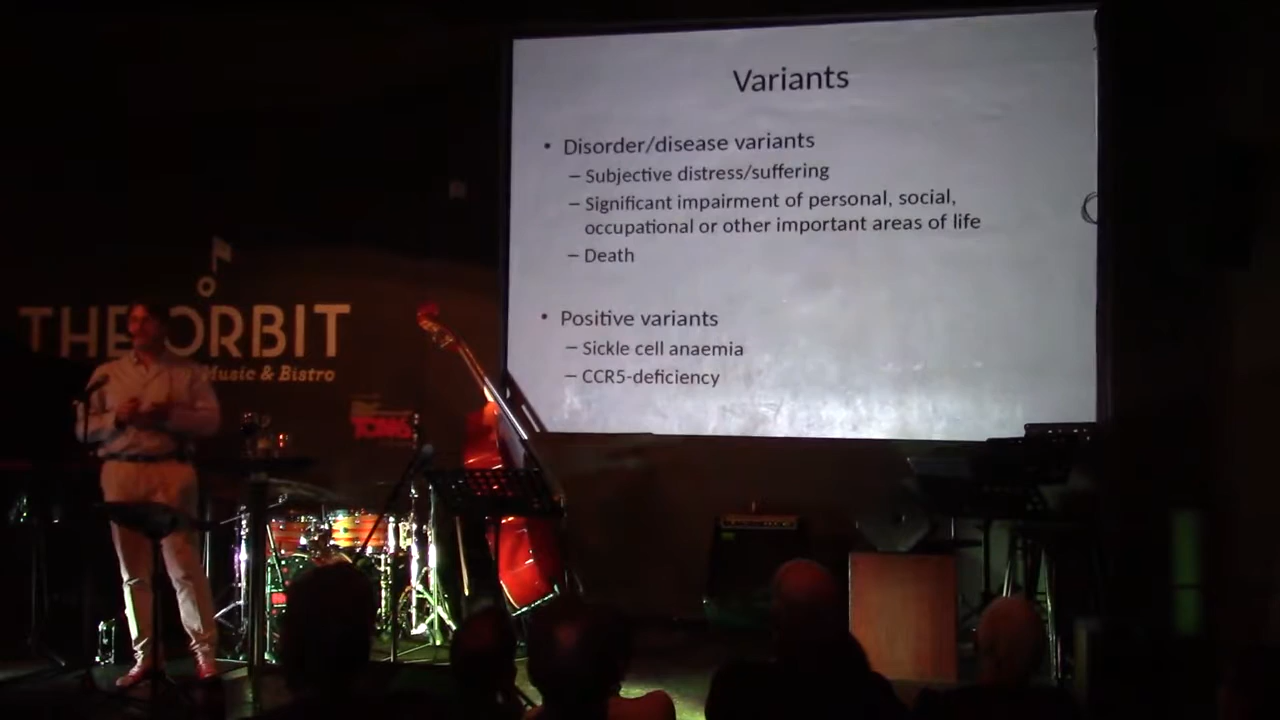 Variants
• Disorder/disease variants
– Subjective distress/suffering
– Significant impairment of personal, social,
occupational or other important areas of life
– Death
• Positive variants
– Sickle cell anaemia
– CCR5-deficiency
THE ORBIT
Music & Bistro